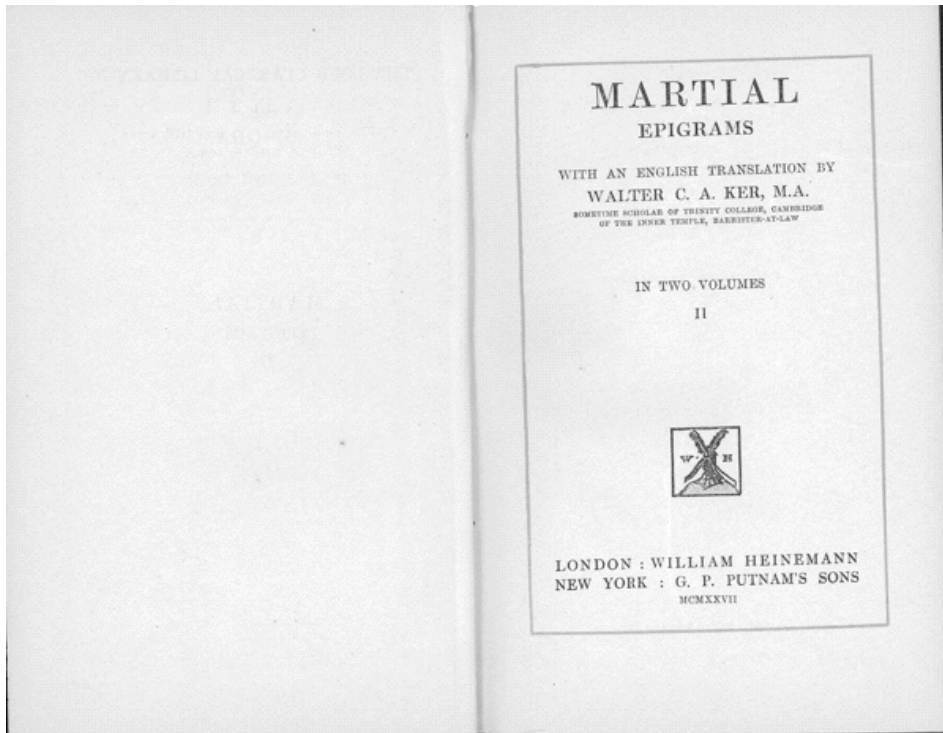 MARTIAL
EPIGRAMS
WITH AN ENGLISH TRANSLATION BY
WALTER C. A. KER, M.A.
SOMETIME SCHOLAR OF TRINITY COLLEGE, CAMBRIDGE
OF THE INNER TEMPLE, BARRISTER-AT-LAW
IN TWO VOLUMES
II
W H
LONDON : WILLIAM HEINEMANN
NEW YORK : G. P. PUTNAM'S SONS
MCMXXVII